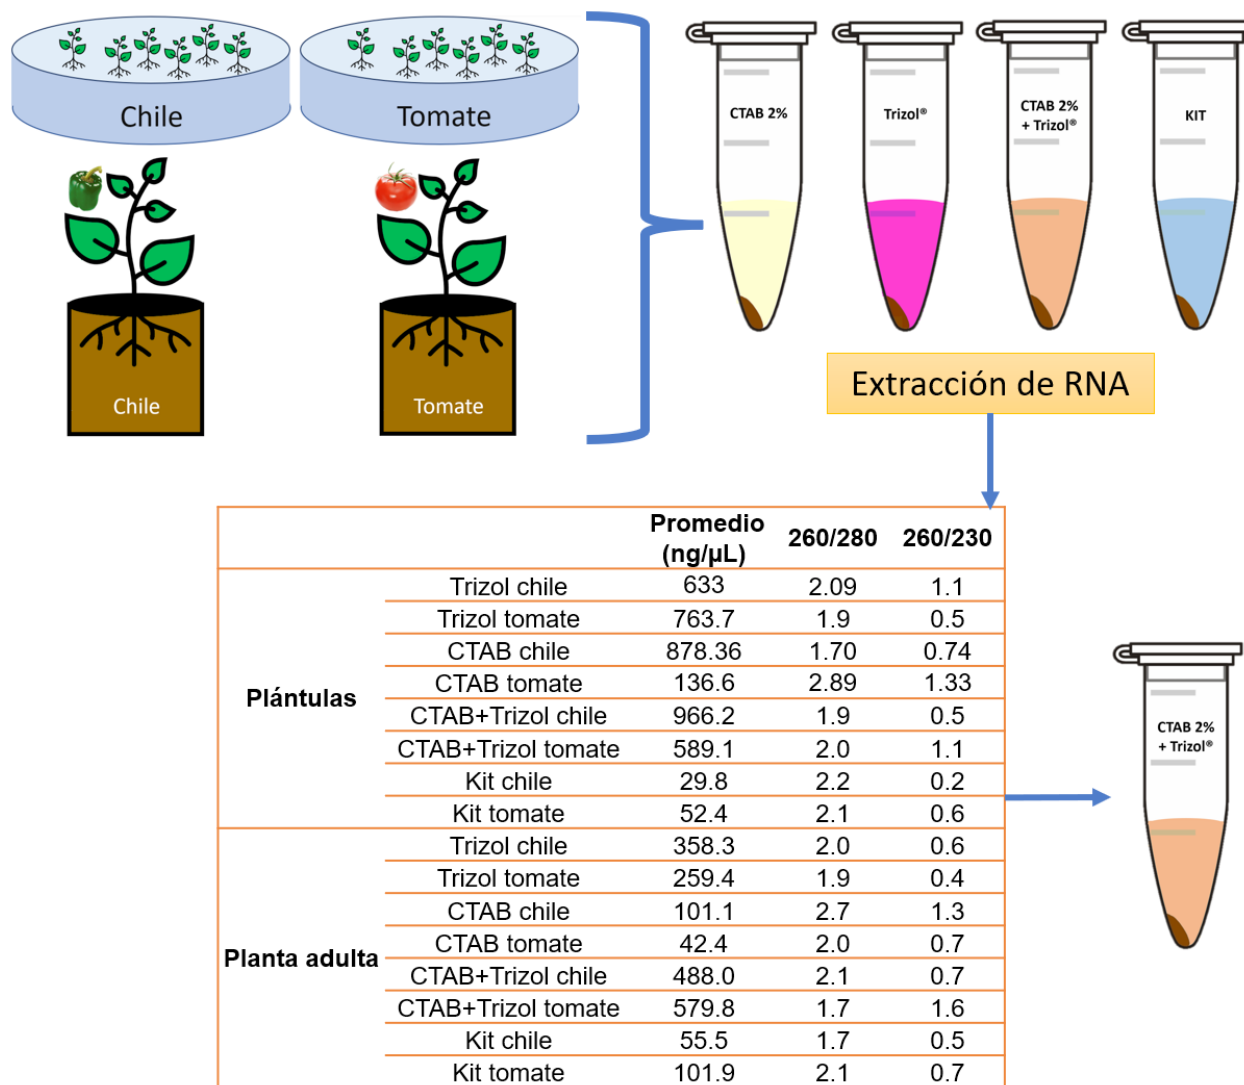 Chile
Tomate
Chile
Tomate
CTAB 2%
Trizol®
CTAB 2%
+ Trizol®
KIT
Extracción de RNA
Promedio
(ng/µL) 260/280 260/230
Plántulas
Trizol chile 633 2.09 1.1
Trizol tomate 763.7 1.9 0.5
CTAB chile 878.36 1.70 0.74
CTAB tomate 136.6 2.89 1.33
CTAB+Trizol chile 966.2 1.9 0.5
CTAB+Trizol tomate 589.1 2.0 1.1
Kit chile 29.8 2.2 0.2
Kit tomate 52.4 2.1 0.6
Planta adulta
Trizol chile 358.3 2.0 0.6
Trizol tomate 259.4 1.9 0.4
CTAB chile 101.1 2.7 1.3
CTAB tomate 42.4 2.0 0.7
CTAB+Trizol chile 488.0 2.1 0.7
CTAB+Trizol tomate 579.8 1.7 1.6
Kit chile 55.5 1.7 0.5
Kit tomate 101.9 2.1 0.7
CTAB 2%
+ Trizol®